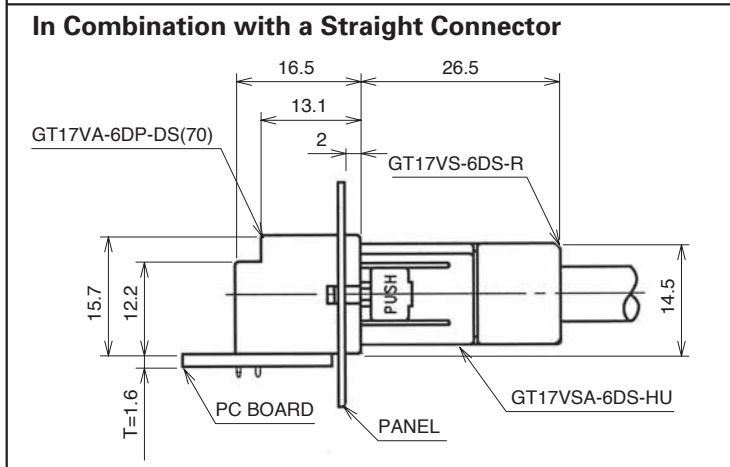 In Combination with a Straight Connector
16.5
26.5
13.1
GT17VA-6DP-DS(70)
2
GT17VS-6DS-R
15.7
12.2
PUSH
14.5
T=1.6
PC BOARD
GT17VSA-6DS-HU
PANEL